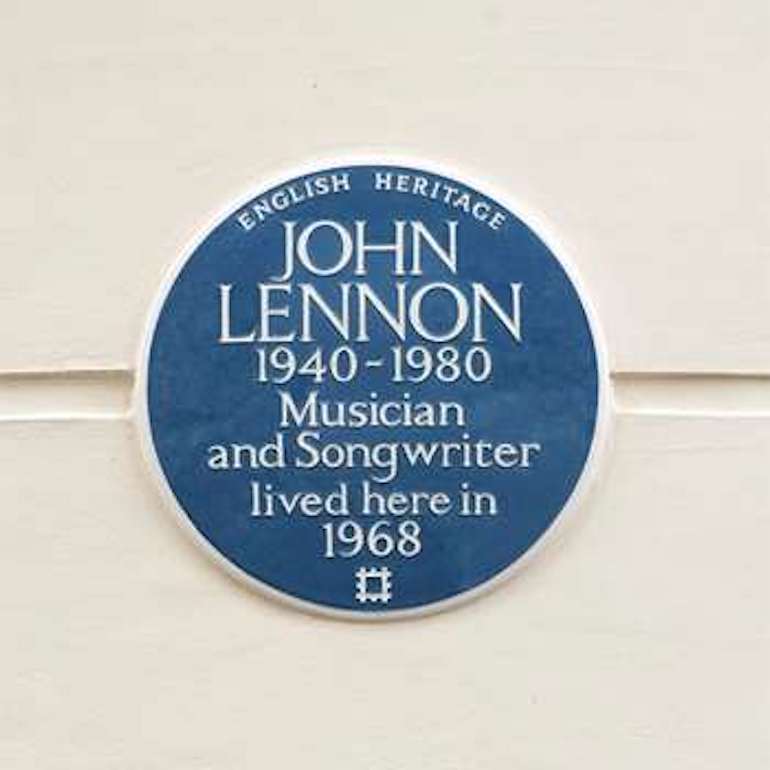 ENGLISH HERITAGE
JOHN
LENNON
1940-1980
Musician
and Songwriter
lived here in
1968